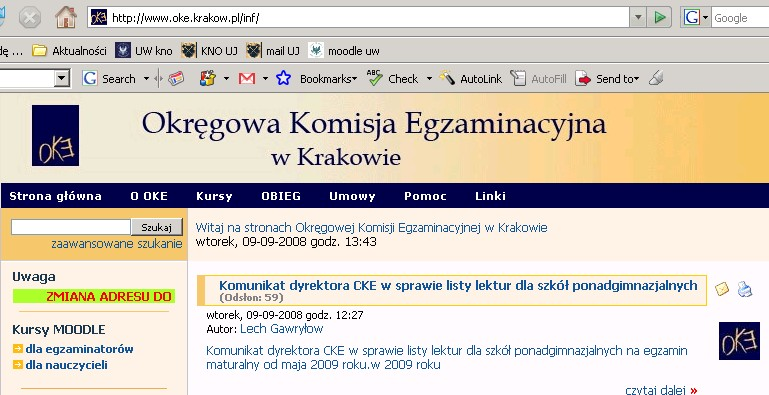 http://www.oke.krakow.pl/inf/
Google
dę ... Aktualności UW kno KNO UJ mail UJ moodle uw
Search Bookmarks Check AutoLink AutoFill Send to
OKE
Okręgowa Komisja Egzaminacyjna
w Krakowie
Strona główna O OKE Kursy OBIEG Umowy Pomoc Linki
Szukaj
zaawansowane szukanie
Witaj na stronach Okręgowej Komisji Egzaminacyjnej w Krakowie
wtorek, 09-09-2008 godz. 13:43
Uwaga
ZMIANA ADRESU DO
Kursy MOODLE
dla egzaminatorów
dla nauczycieli
Komunikat dyrektora CKE w sprawie listy lektur dla szkół ponadgimnazjalnych
(Odsłon: 59)
wtorek, 09-09-2008 godz. 12:27
Autor: Lech Gawryłow
OKE
Komunikat dyrektora CKE w sprawie listy lektur dla szkół ponadgimnazjalnych na egzamin
maturalny od maja 2009 roku.w 2009 roku
czytaj dalej »